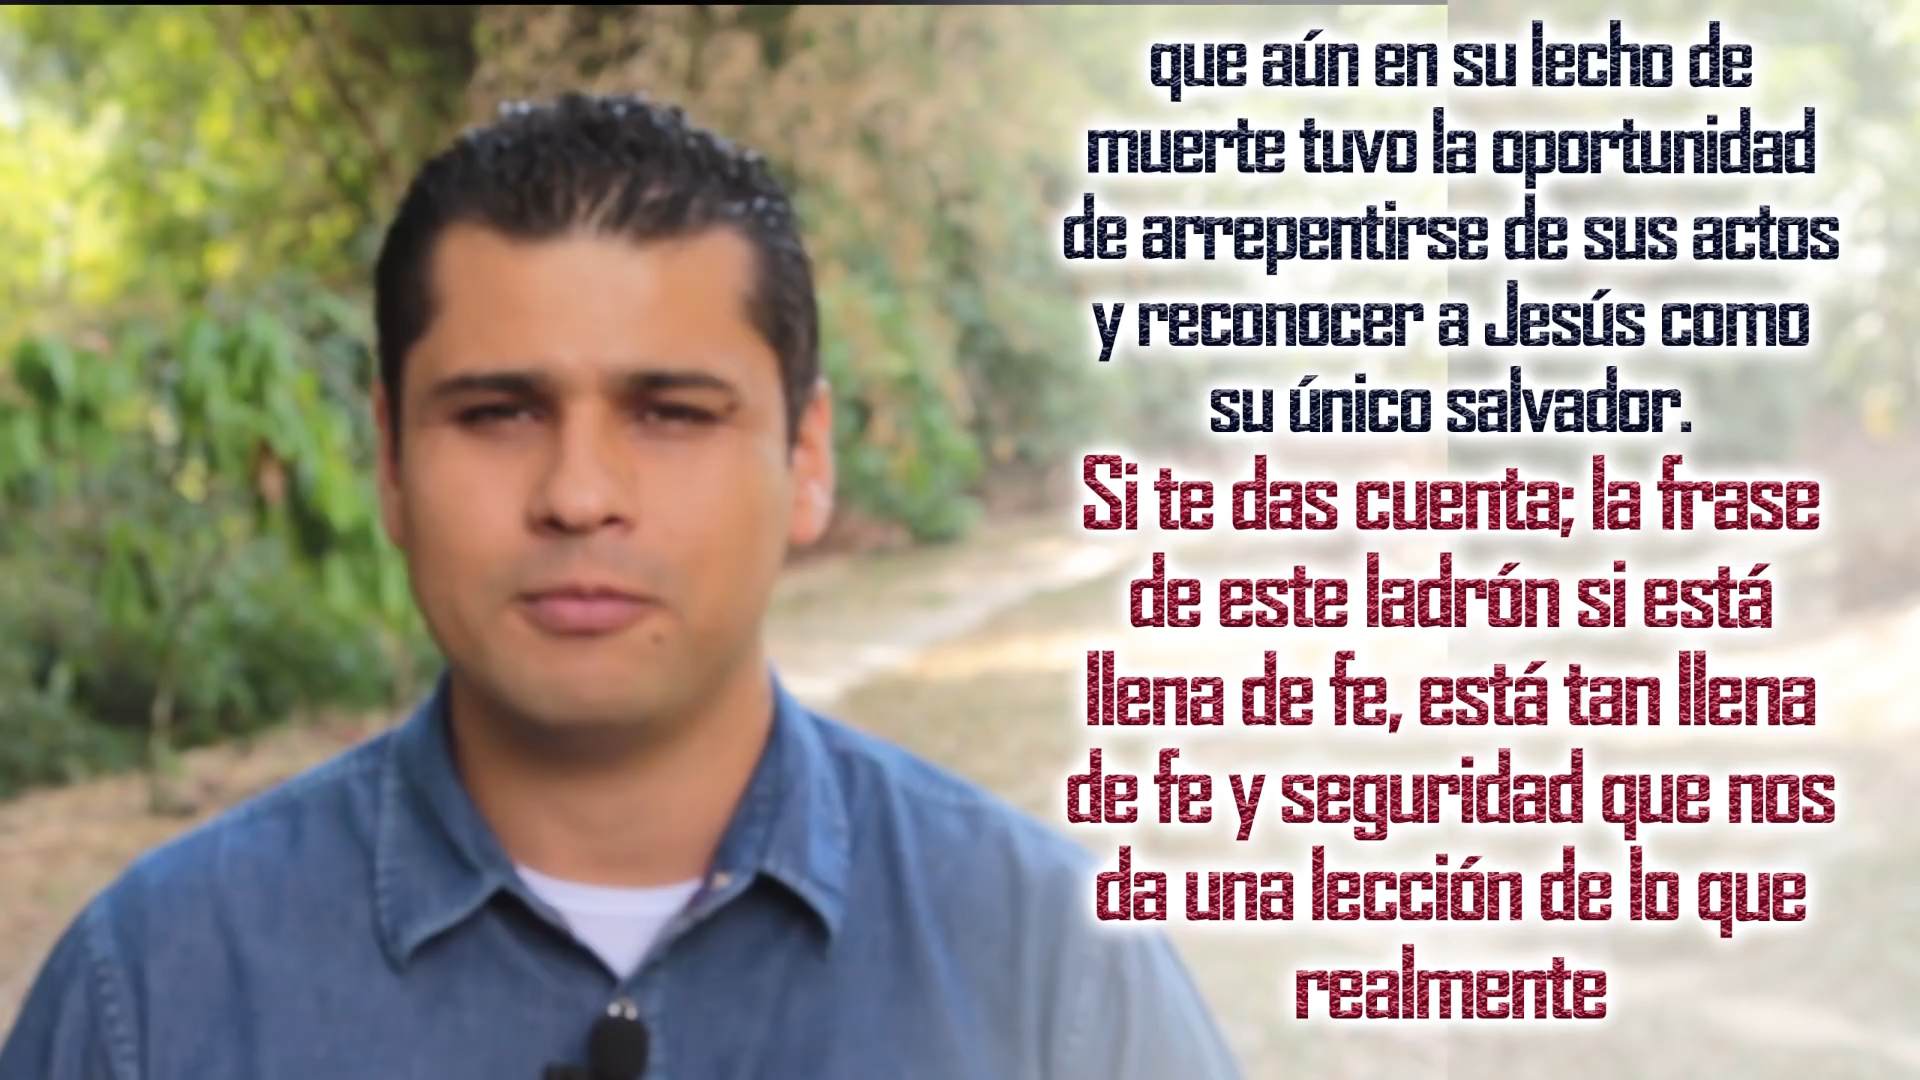 que aún en su lecho de
muerte tuvo la oportunidad
de arrepentirse de sus actos
y reconocer a Jesús como
su único salvador.
Si te das cuenta; la frase
de este ladrón si está
llena de fe, está tan llena
de fe y seguridad que nos
da una lección de lo que
realmente